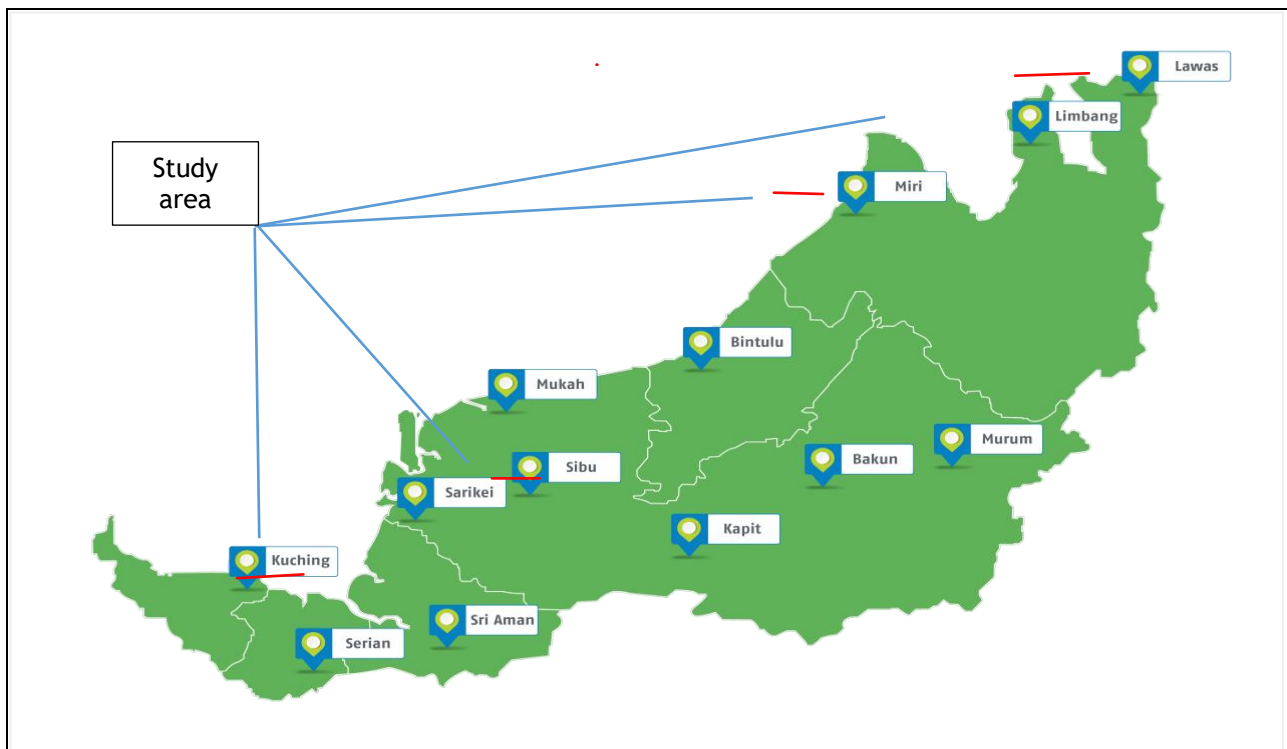 Lawas
Limbang
Study
area
Miri
Bintulu
Mukah
Murum
Bakun
Sibu
Sarikei
Kapit
Kuching
Sri Aman
Serian